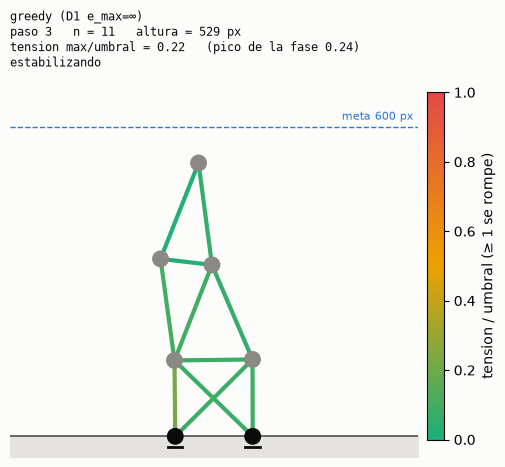 greedy (D1 e_max=∞)
paso 3   n = 11   altura = 529 px
tension max/umbral = 0.22   (pico de la fase 0.24)
estabilizando
meta 600 px
1.0
0.8
0.6
0.4
0.2
0.0
tension / umbral (≥ 1 se rompe)